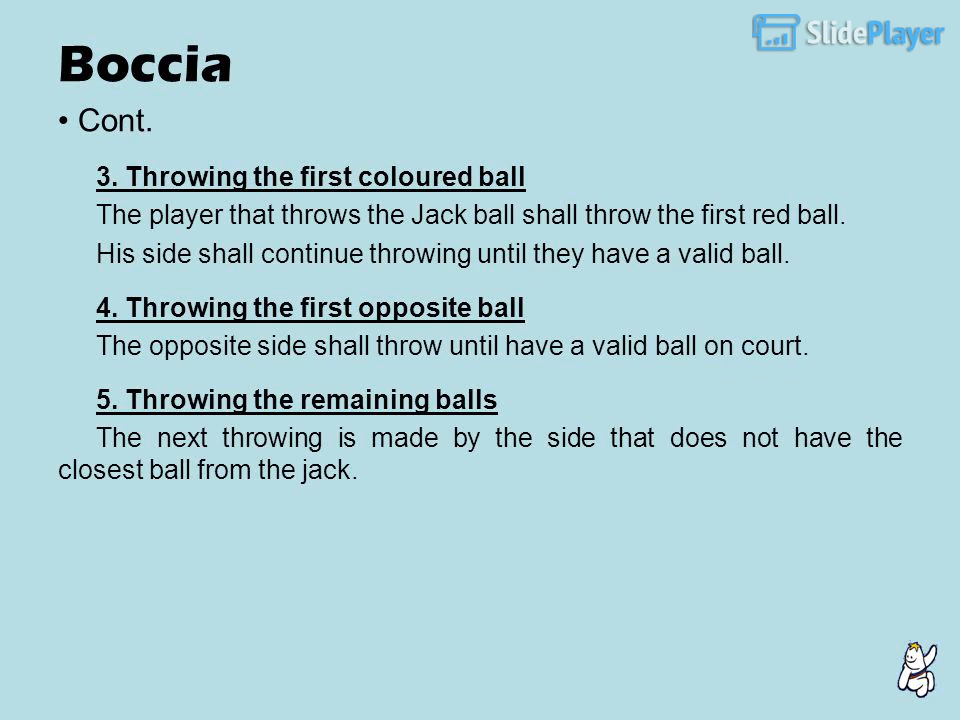 SlidePlayer
Boccia
• Cont.
3. Throwing the first coloured ball
The player that throws the Jack ball shall throw the first red ball.
His side shall continue throwing until they have a valid ball.
4. Throwing the first opposite ball
The opposite side shall throw until have a valid ball on court.
5. Throwing the remaining balls
The next throwing is made by the side that does not have the
closest ball from the jack.